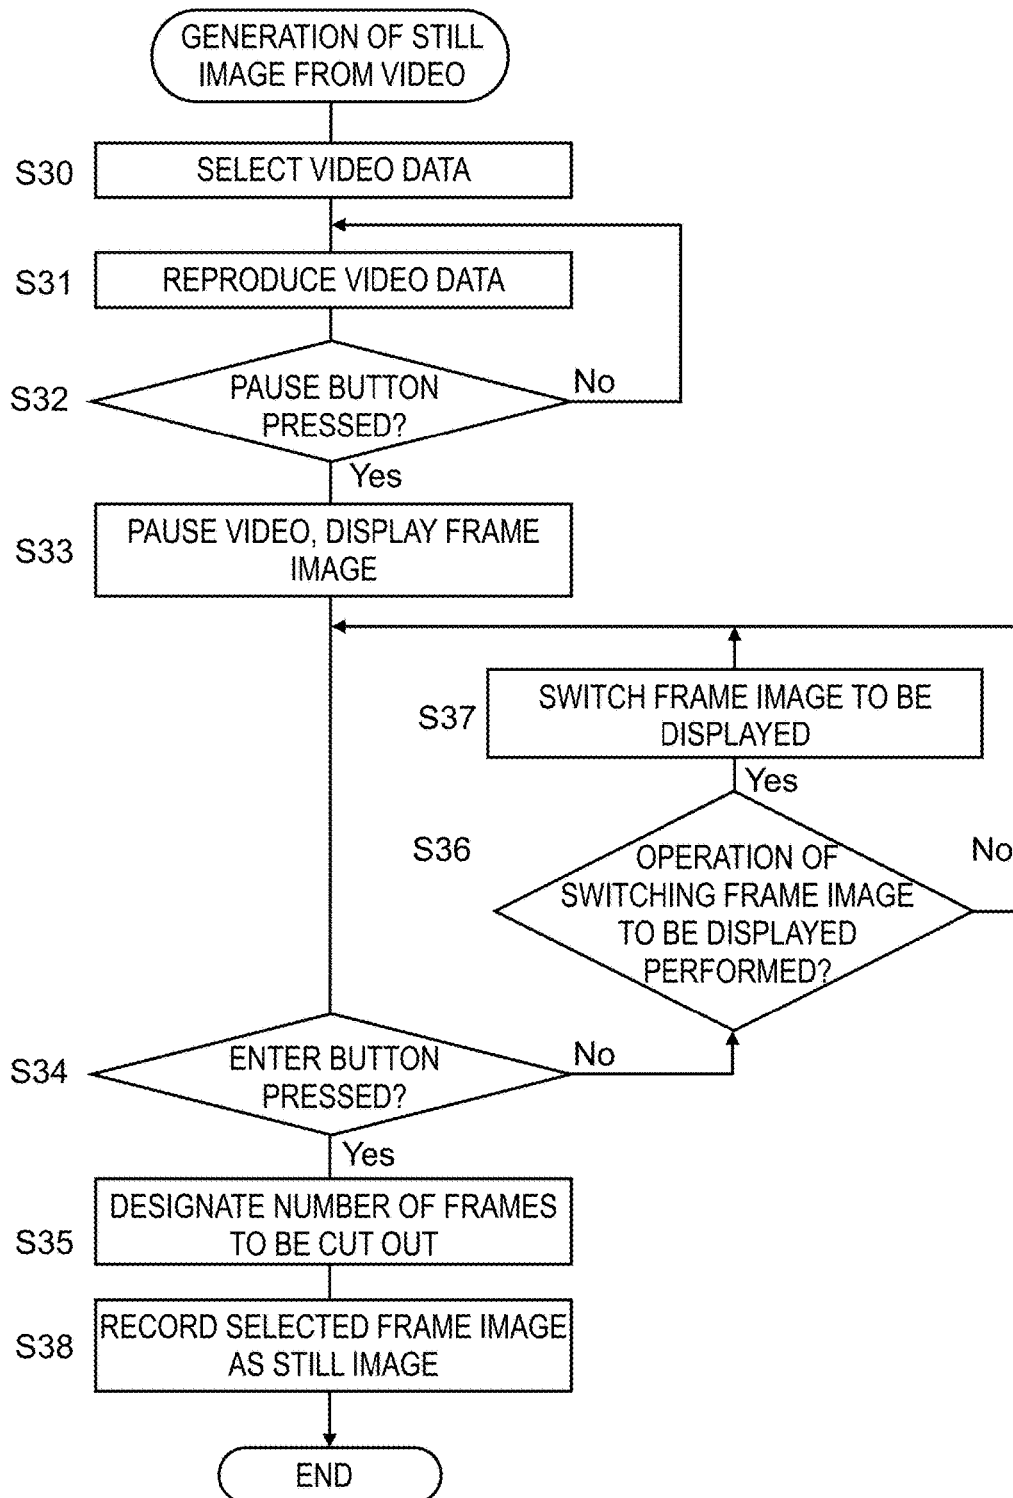 GENERATION OF STILL
IMAGE FROM VIDEO
S30
SELECT VIDEO DATA
S31
REPRODUCE VIDEO DATA
S32
PAUSE BUTTON
PRESSED?
No
Yes
S33
PAUSE VIDEO, DISPLAY FRAME
IMAGE
S37
SWITCH FRAME IMAGE TO BE
DISPLAYED
Yes
S36
OPERATION OF
SWITCHING FRAME IMAGE
TO BE DISPLAYED
PERFORMED?
No
S34
ENTER BUTTON
PRESSED?
No
Yes
S35
DESIGNATE NUMBER OF FRAMES
TO BE CUT OUT
S38
RECORD SELECTED FRAME IMAGE
AS STILL IMAGE
END